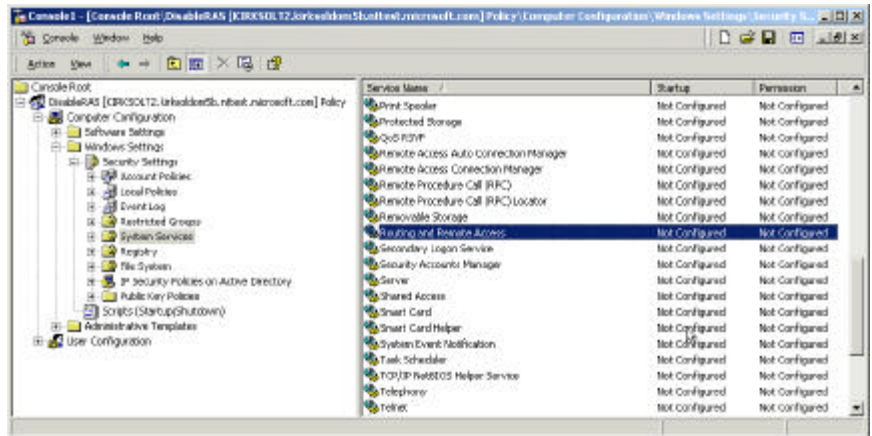 Console1 - [Console Root\DisableRAS [KIRKSOLT2.kirksoldom5b.nttest.microsoft.com] Policy\Computer Configuration\Windows Settings\Security S...
Console Window Help
Action View
Console Root
DisableRAS [KIRKSOLT2.kirksoldom5b.nttest.microsoft.com] Policy
Computer Configuration
Software Settings
Windows Settings
Security Settings
Account Policies
Local Policies
Event Log
Restricted Groups
System Services
Registry
File System
IP Security Policies on Active Directory
Public Key Policies
Scripts (Startup/Shutdown)
Administrative Templates
User Configuration
Service Name / Startup Permission
Print Spooler Not Configured Not Configured
Protected Storage Not Configured Not Configured
QoS RSVP Not Configured Not Configured
Remote Access Auto Connection Manager Not Configured Not Configured
Remote Access Connection Manager Not Configured Not Configured
Remote Procedure Call (RPC) Not Configured Not Configured
Remote Procedure Call (RPC) Locator Not Configured Not Configured
Removable Storage Not Configured Not Configured
Routing and Remote Access Not Configured Not Configured
Secondary Logon Service Not Configured Not Configured
Security Accounts Manager Not Configured Not Configured
Server Not Configured Not Configured
Shared Access Not Configured Not Configured
Smart Card Not Configured Not Configured
Smart Card Helper Not Configured Not Configured
System Event Notification Not Configured Not Configured
Task Scheduler Not Configured Not Configured
TCP/IP NetBIOS Helper Service Not Configured Not Configured
Telephony Not Configured Not Configured
Telnet Not Configured Not Configured